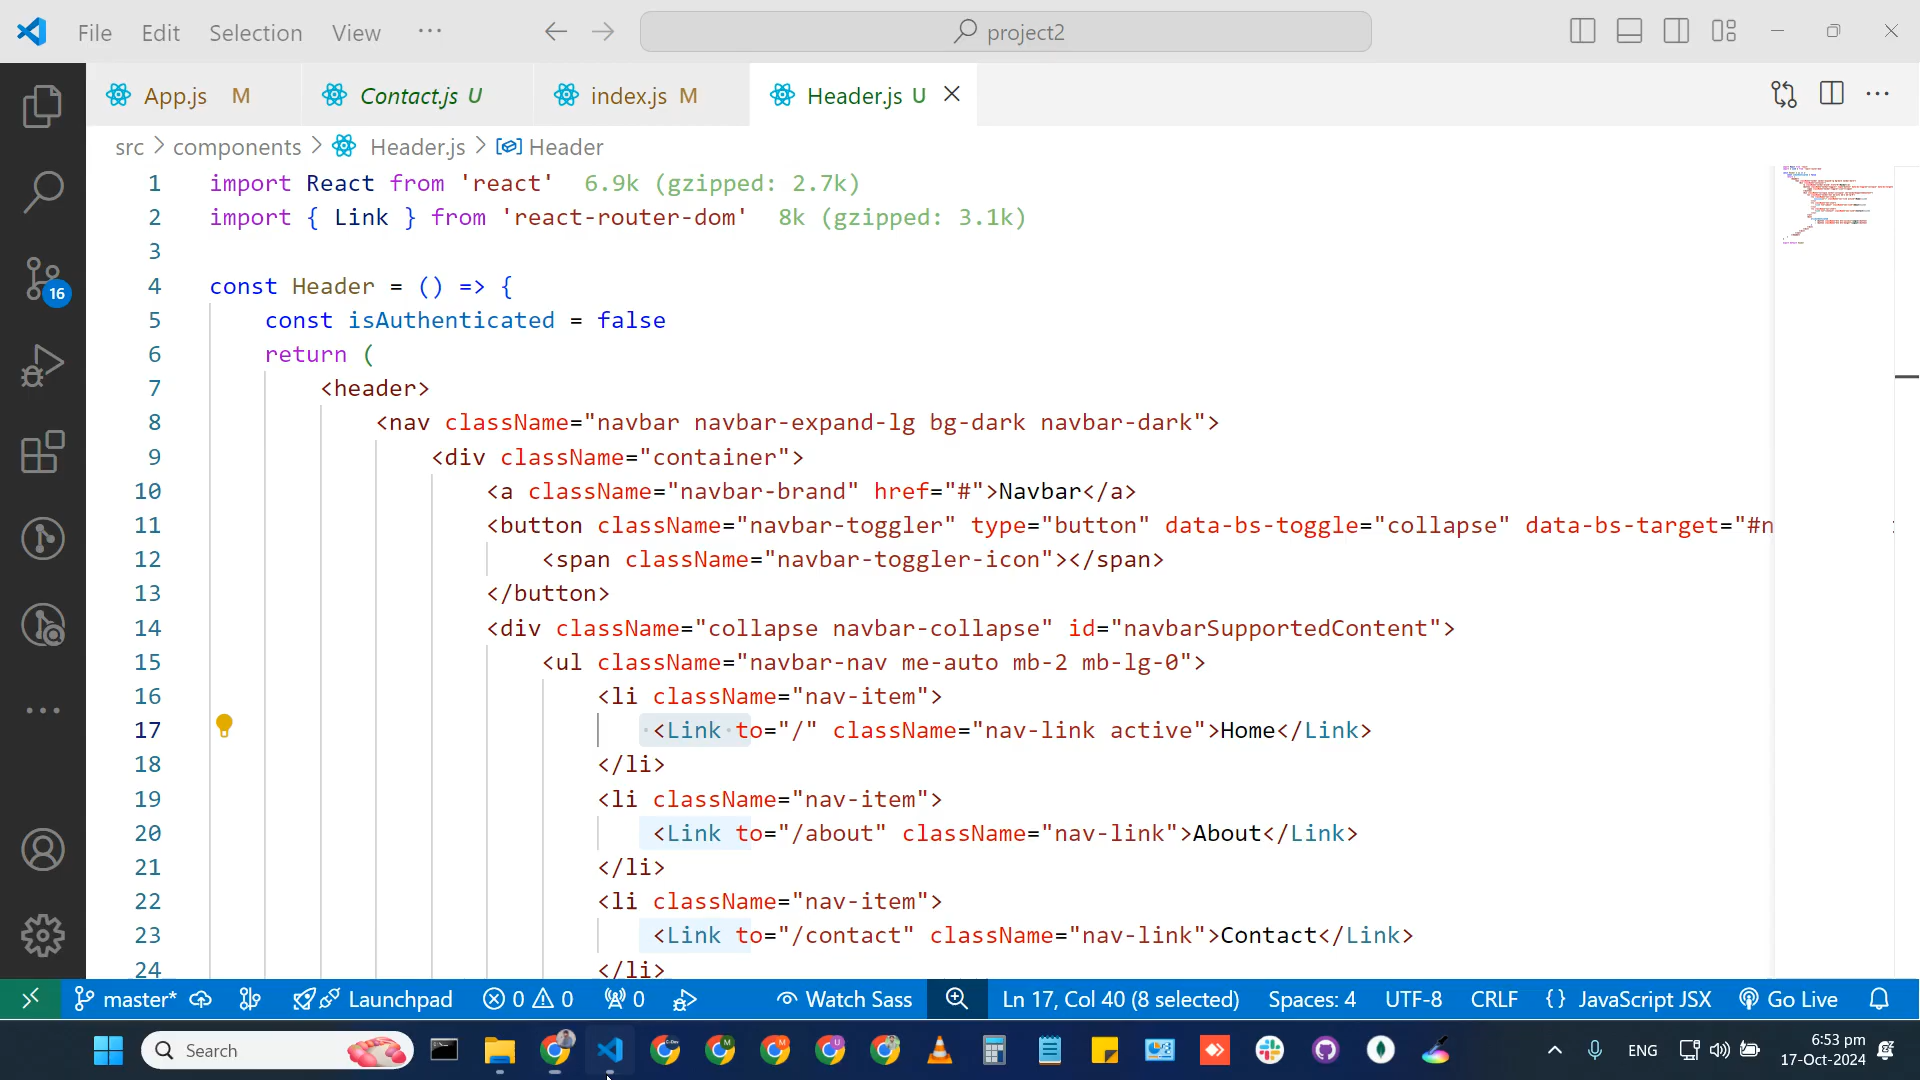 File Edit Selection View ··· project2
App.js M Contact.js U index.js M Header.js U
src > components > Header.js > Header
1 import React from 'react' 6.9k (gzipped: 2.7k)
2 import { Link } from 'react-router-dom' 8k (gzipped: 3.1k)
3
4 const Header = () => {
5 const isAuthenticated = false
6 return (
7 <header>
8 <nav className="navbar navbar-expand-lg bg-dark navbar-dark">
9 <div className="container">
10 <a className="navbar-brand" href="#">Navbar</a>
11 <button className="navbar-toggler" type="button" data-bs-toggle="collapse" data-bs-target="#n
12 <span className="navbar-toggler-icon"></span>
13 </button>
14 <div className="collapse navbar-collapse" id="navbarSupportedContent">
15 <ul className="navbar-nav me-auto mb-2 mb-lg-0">
16 <li className="nav-item">
17 <Link to="/" className="nav-link active">Home</Link>
18 </li>
19 <li className="nav-item">
20 <Link to="/about" className="nav-link">About</Link>
21 </li>
22 <li className="nav-item">
23 <Link to="/contact" className="nav-link">Contact</Link>
24 </li>
16
master* Launchpad 0 0 0 Watch Sass Ln 17, Col 40 (8 selected) Spaces: 4 UTF-8 CRLF {} JavaScript JSX Go Live
Search ENG 6:53 pm
17-Oct-2024